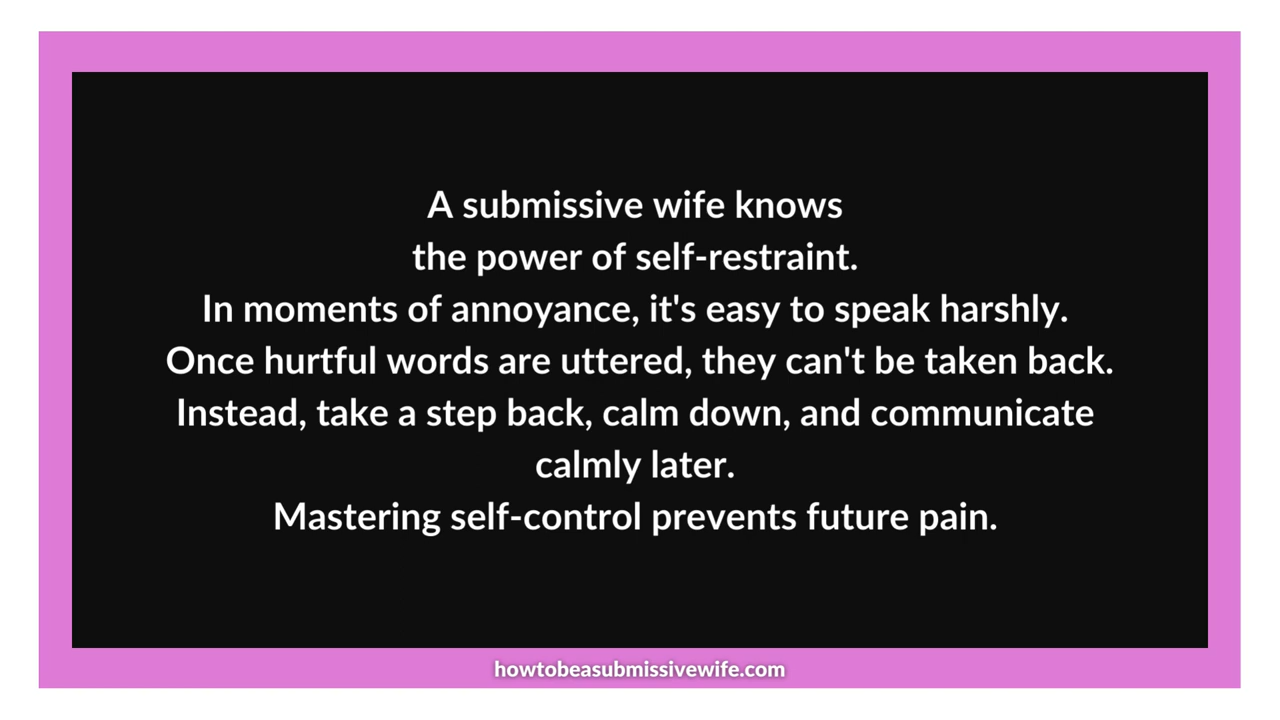 A submissive wife knows
the power of self-restraint.
In moments of annoyance, it's easy to speak harshly.
Once hurtful words are uttered, they can't be taken back.
Instead, take a step back, calm down, and communicate
calmly later.
Mastering self-control prevents future pain.
howtobeasubmissivewife.com